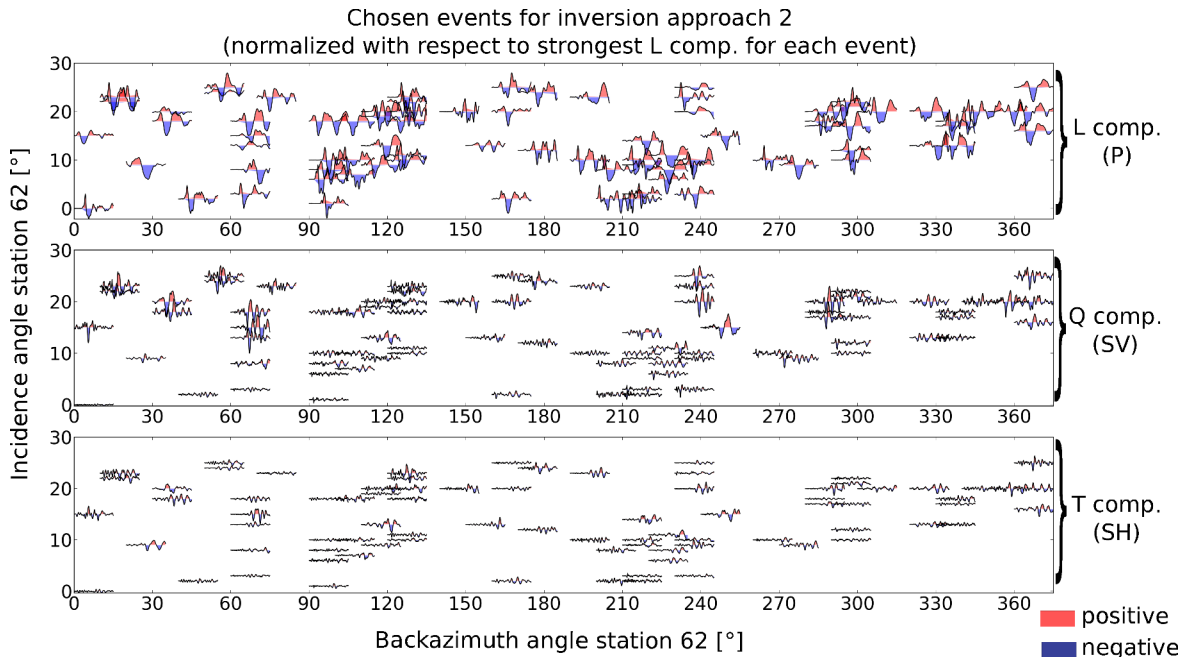 Chosen events for inversion approach 2
(normalized with respect to strongest L comp. for each event)
Incidence angle station 62 [°]
30
20
10
0
0 30 60 90 120 150 180 210 240 270 300 330 360
L comp.
(P)
30
20
10
0
0 30 60 90 120 150 180 210 240 270 300 330 360
Q comp.
(SV)
30
20
10
0
0 30 60 90 120 150 180 210 240 270 300 330 360
T comp.
(SH)
Backazimuth angle station 62 [°]
positive
negative